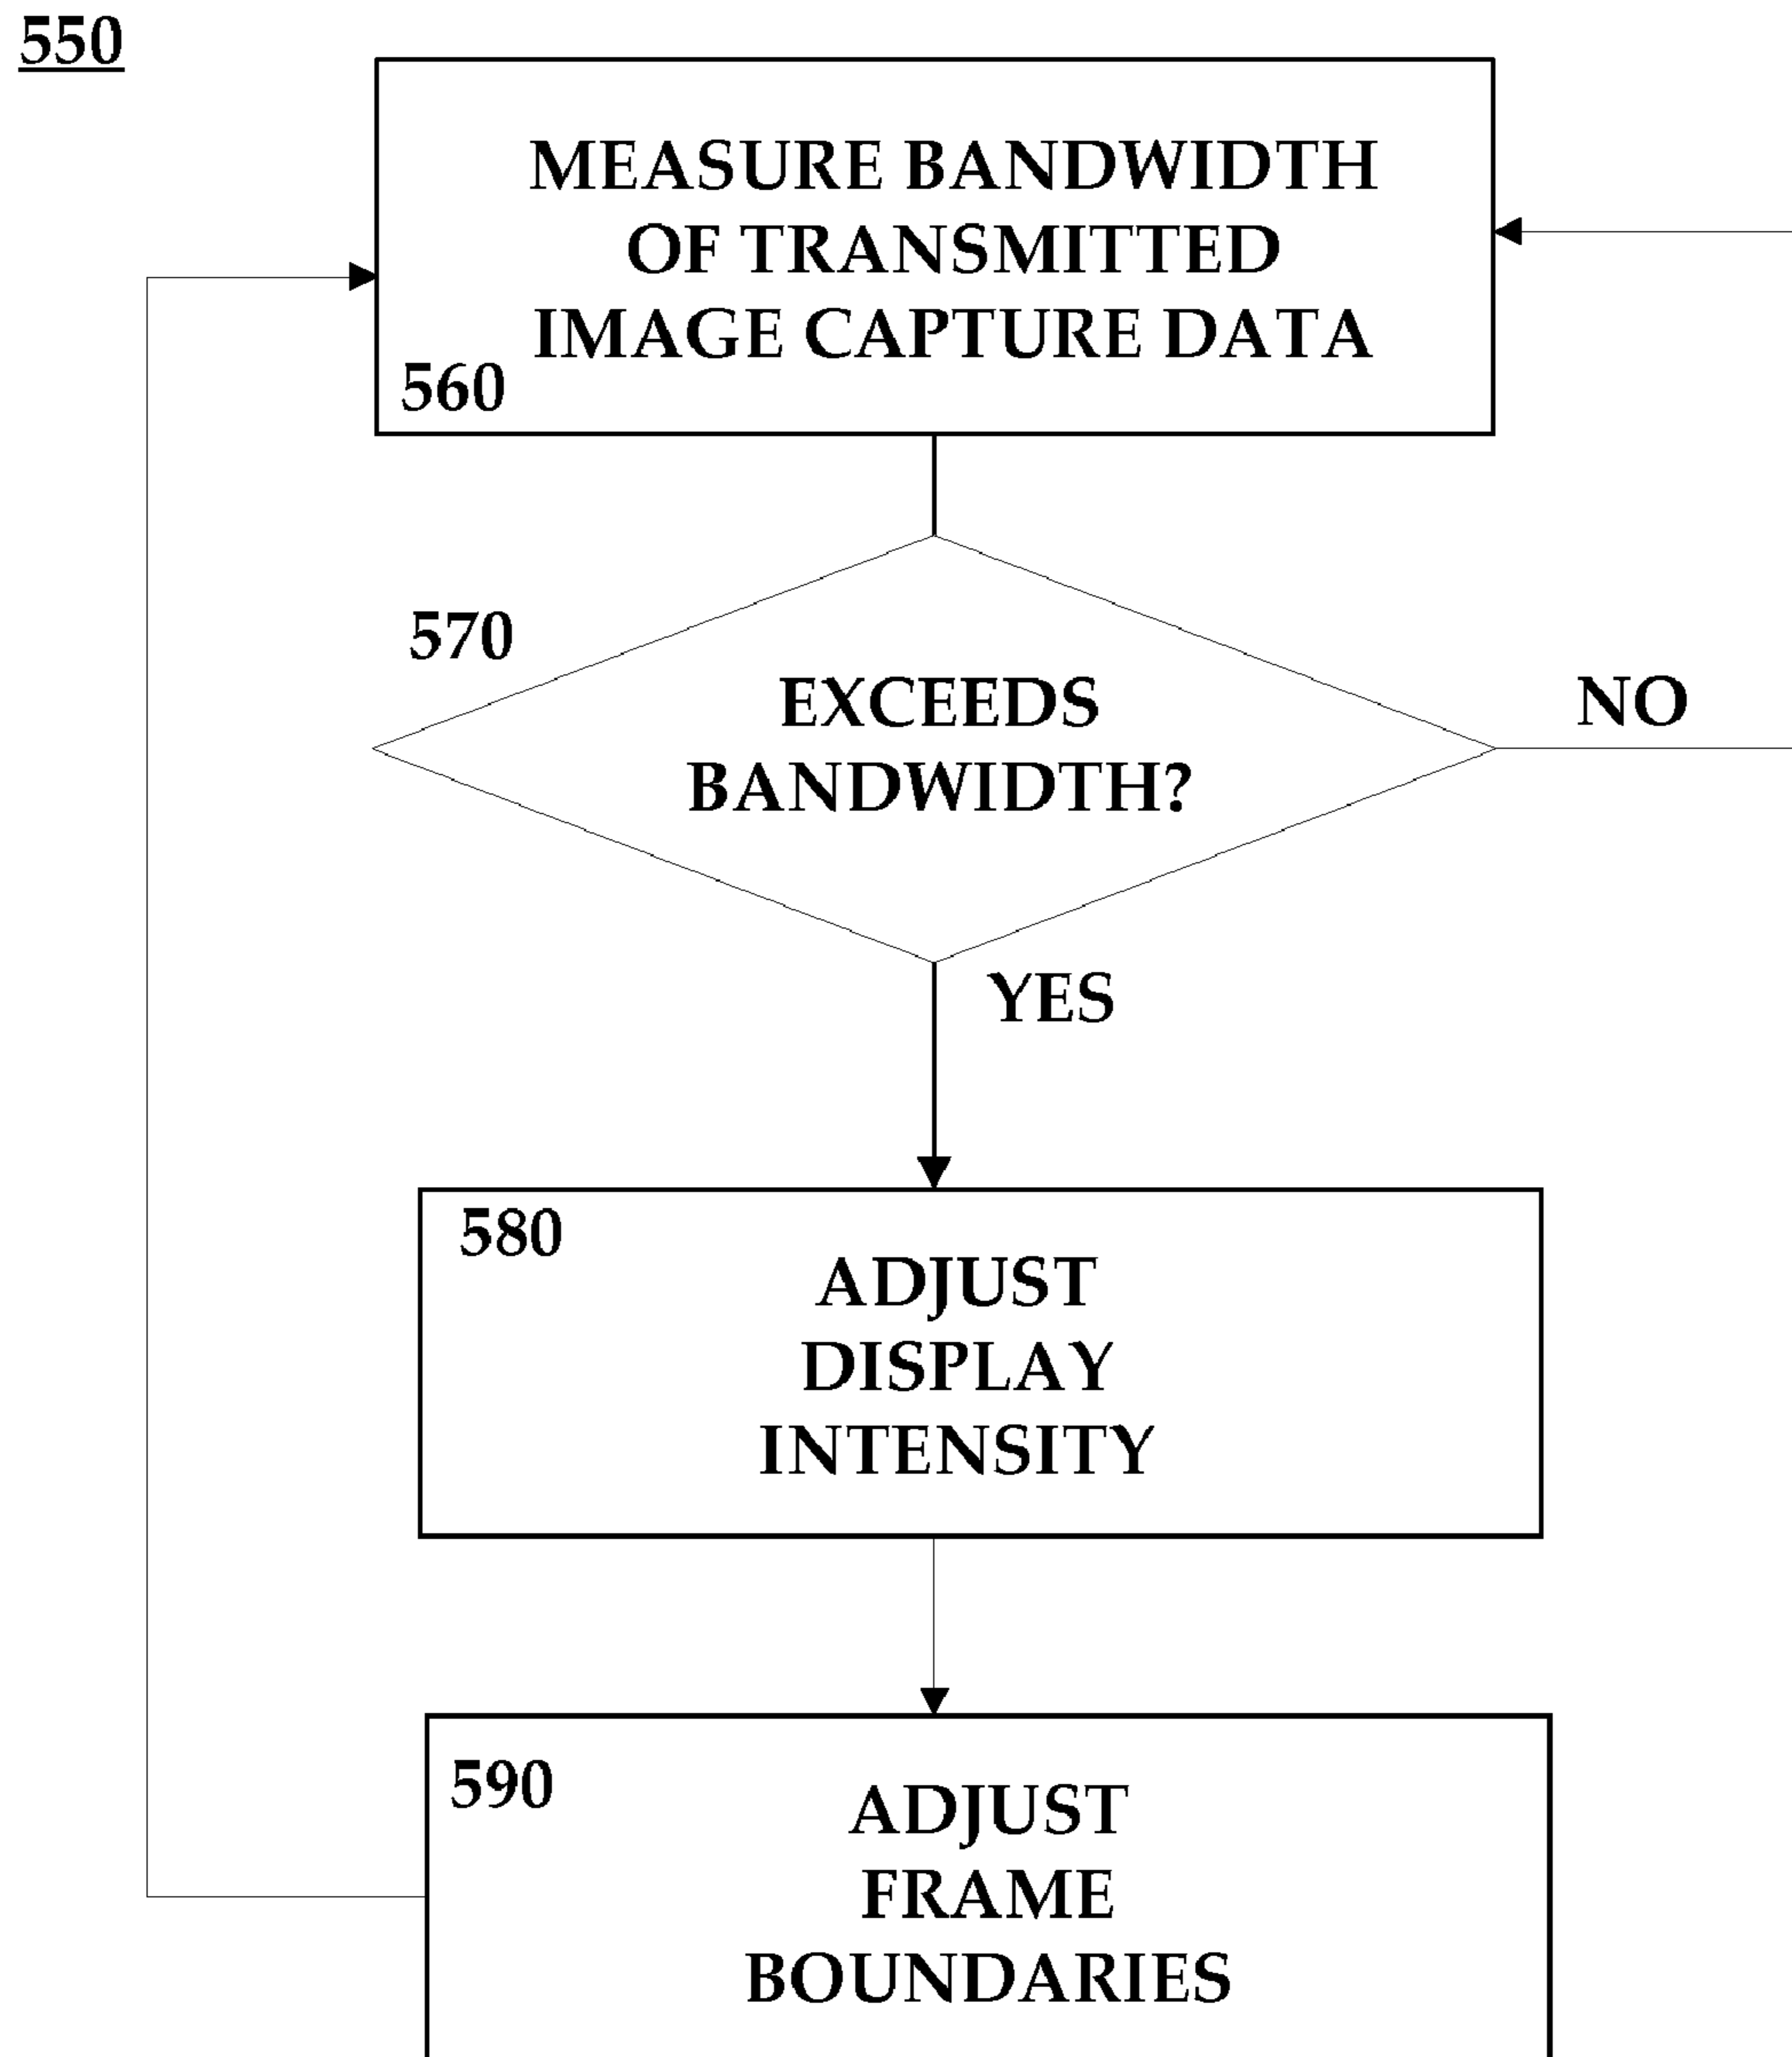 550
MEASURE BANDWIDTH
OF TRANSMITTED
IMAGE CAPTURE DATA
560
570
EXCEEDS
BANDWIDTH?
NO
YES
580
ADJUST
DISPLAY
INTENSITY
590
ADJUST
FRAME
BOUNDARIES